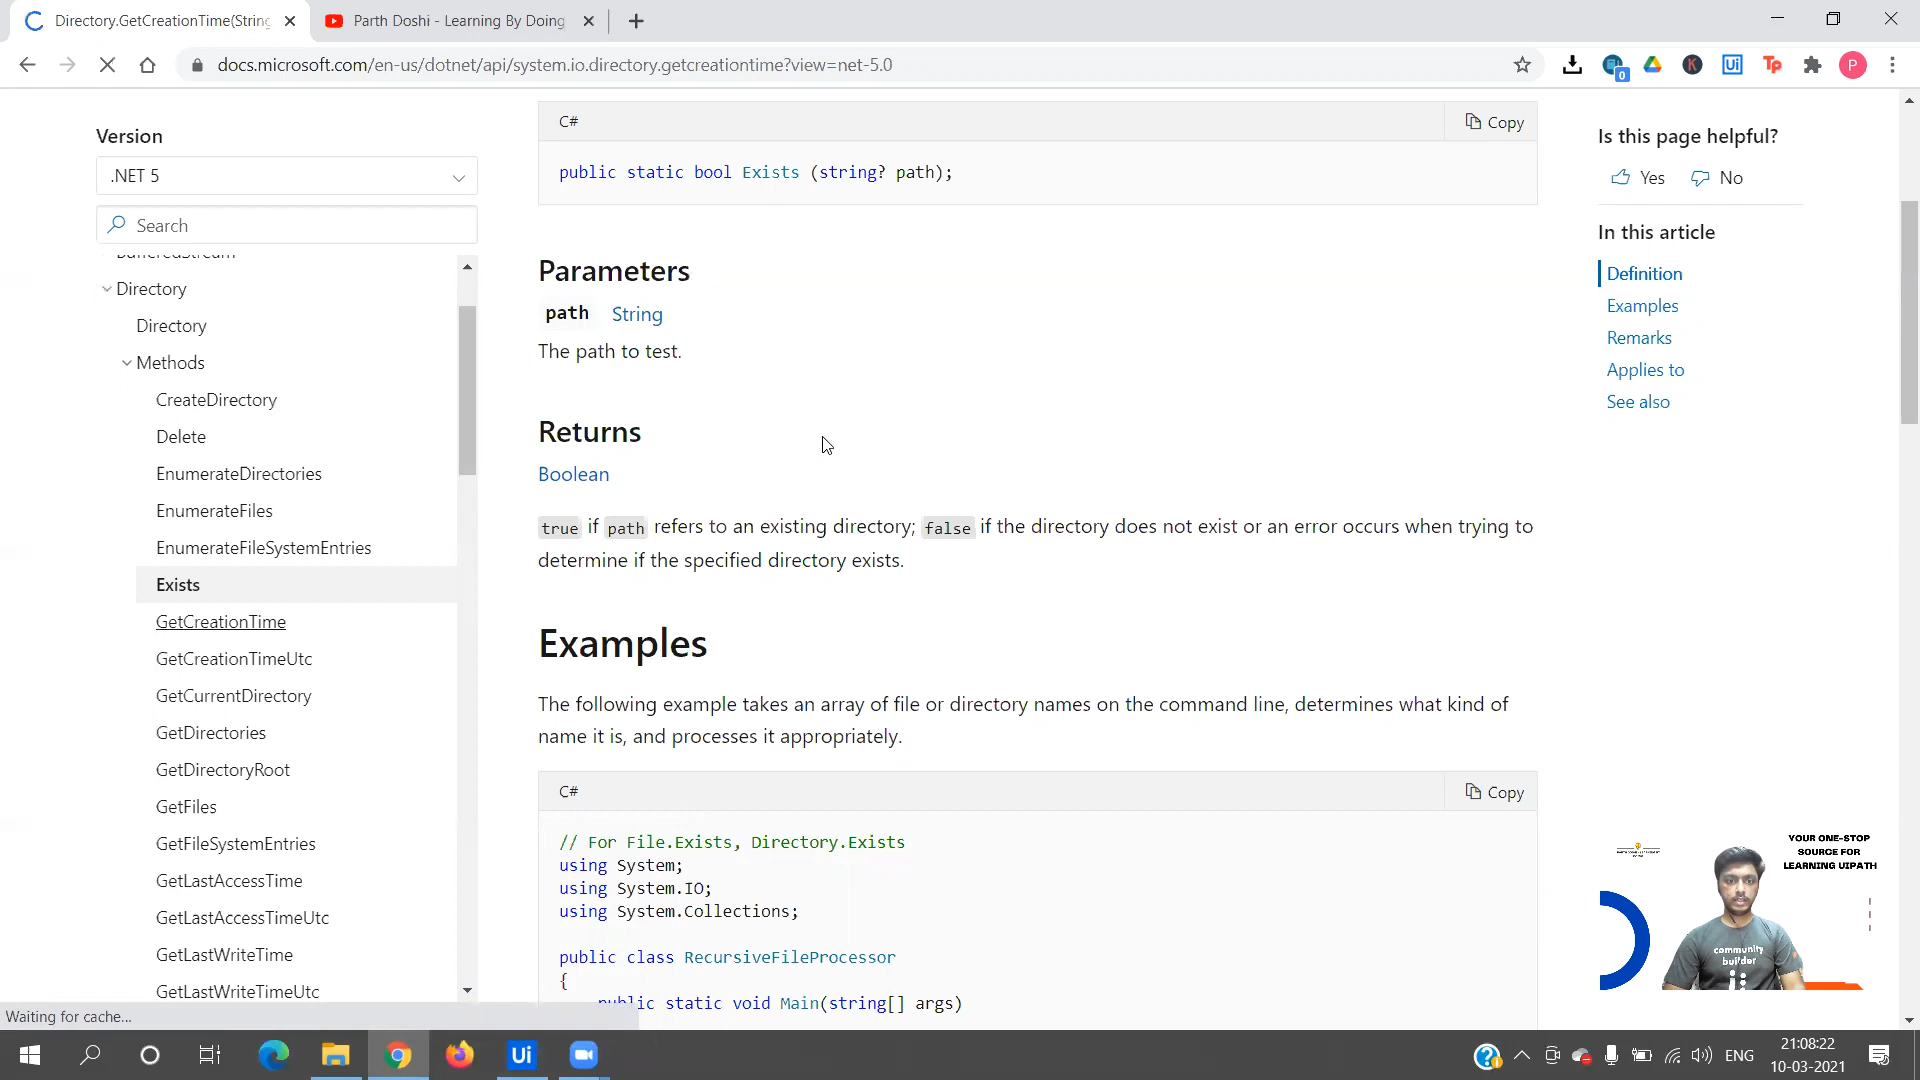 Directory.GetCreationTime(String
Parth Doshi - Learning By Doing
docs.microsoft.com/en-us/dotnet/api/system.io.directory.getcreationtime?view=net-5.0
0
Ui
Tp
P
Version
.NET 5
Search
BufferedStream
Directory
Directory
Methods
CreateDirectory
Delete
EnumerateDirectories
EnumerateFiles
EnumerateFileSystemEntries
Exists
GetCreationTime
GetCreationTimeUtc
GetCurrentDirectory
GetDirectories
GetDirectoryRoot
GetFiles
GetFileSystemEntries
GetLastAccessTime
GetLastAccessTimeUtc
GetLastWriteTime
GetLastWriteTimeUtc
C#
Copy
public static bool Exists (string? path);
Parameters
path String
The path to test.
Returns
Boolean
true if path refers to an existing directory; false if the directory does not exist or an error occurs when trying to
determine if the specified directory exists.
Examples
The following example takes an array of file or directory names on the command line, determines what kind of
name it is, and processes it appropriately.
C#
Copy
// For File.Exists, Directory.Exists
using System;
using System.IO;
using System.Collections;
public class RecursiveFileProcessor
{
public static void Main(string[] args)
Is this page helpful?
Yes No
In this article
Definition
Examples
Remarks
Applies to
See also
YOUR ONE-STOP
SOURCE FOR
LEARNING UIPATH
community
builder
Waiting for cache...
Ui
ENG
21:08:22
10-03-2021